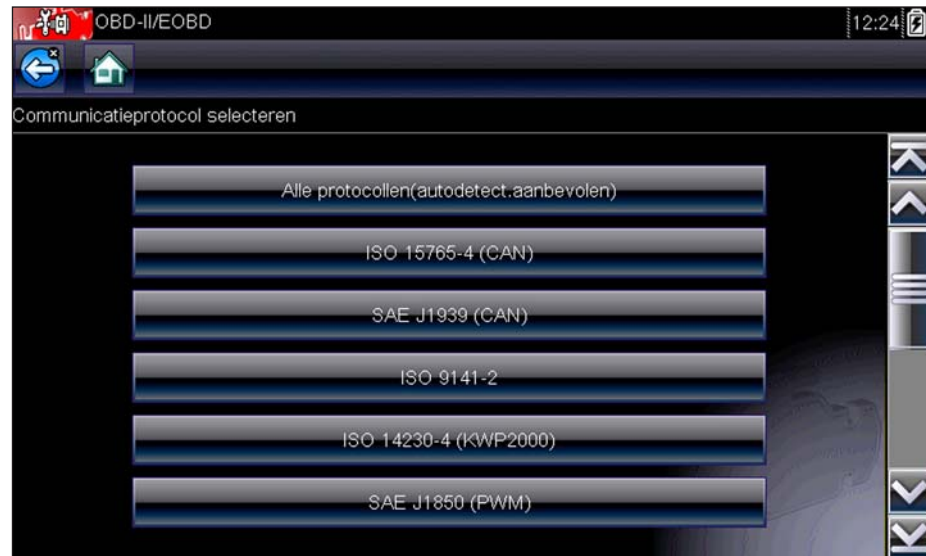 OBD-II/EOBD 12:24
Communicatieprotocol selecteren
Alle protocollen(autodetect.aanbevolen)
ISO 15765-4 (CAN)
SAE J1939 (CAN)
ISO 9141-2
ISO 14230-4 (KWP2000)
SAE J1850 (PWM)